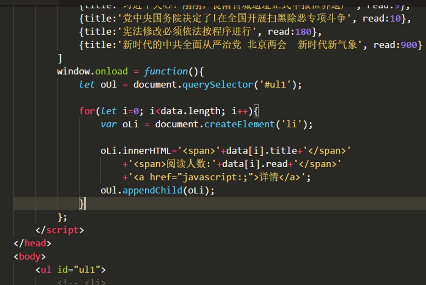 read:5},
{title:'党中央国务院决定了!在全国开展扫黑除恶专项斗争', read:10},
{title:'宪法修改必须依法按程序进行', read:180},
{title:'新时代的中共全面从严治党 北京两会 新时代新气象', read:900}
]
window.onload = function(){
let oUl = document.querySelector('#ul1');
for(let i=0; i<data.length; i++){
var oLi = document.createElement('li');
oLi.innerHTML='<span>'+data[i].title+'</span>'
+'<span>阅读人数:'+data[i].read+'</span>'
+'<a href="javascript:;">详情</a>';
oUl.appendChild(oLi);
}
};
</script>
</head>
<body>
<ul id="ul1">
<!-- <li>